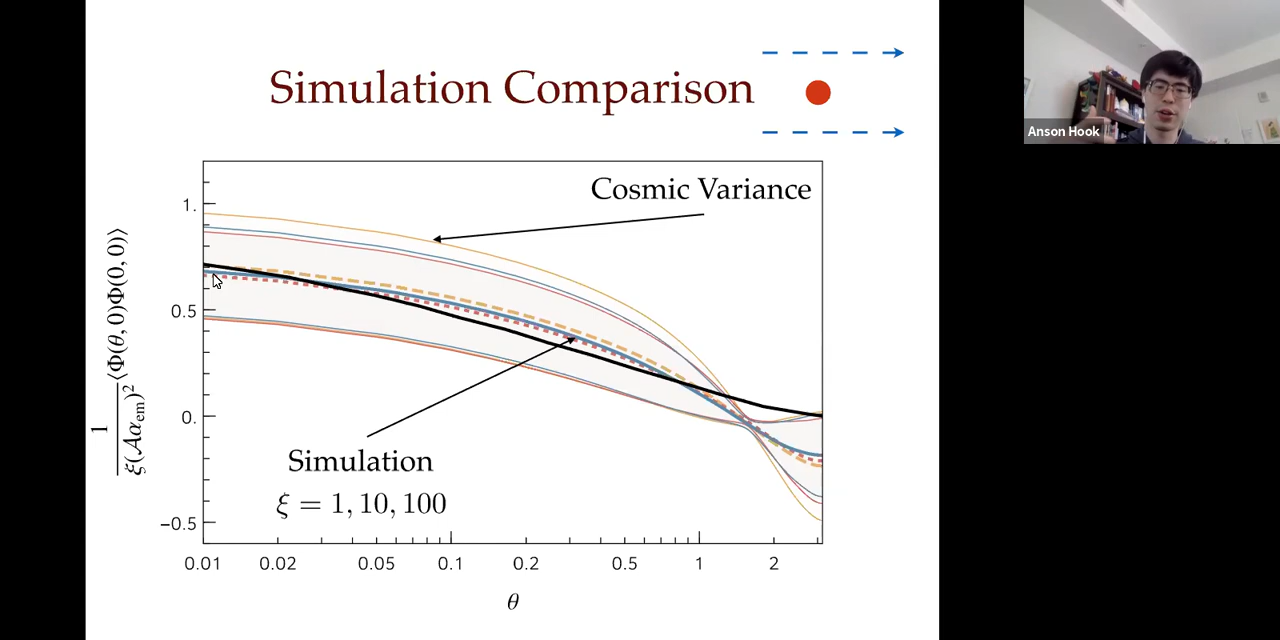 Simulation Comparison
Anson Hook
Cosmic Variance
1.
0.5
0.
−0.5
1/ξ(𝒜α_em)² ⟨Φ(θ, 0)Φ(0, 0)⟩
Simulation
ξ = 1, 10, 100
0.01 0.02 0.05 0.1 0.2 0.5 1 2
θ